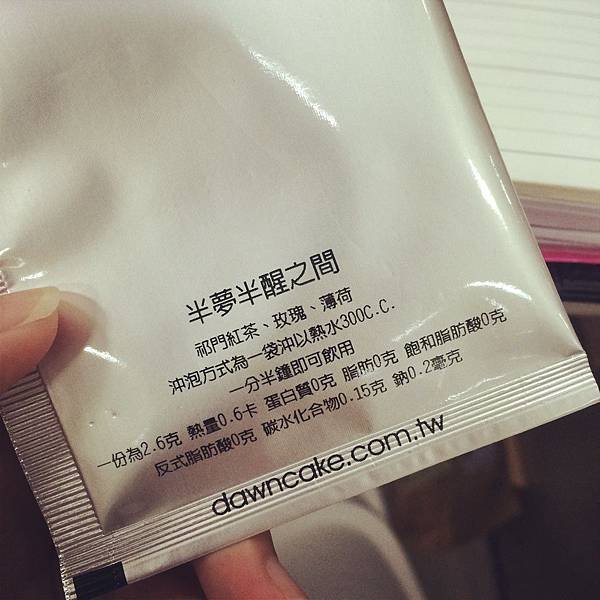 半夢半醒之間
祁門紅茶、玫瑰、薄荷
沖泡方式為一袋沖以熱水300C.C.
一分半鍾即可飲用
一份為2.6克 熱量0.6卡 蛋白質0克 脂肪0克 飽和脂肪酸0克
反式脂肪酸0克 碳水化合物0.15克 鈉0.2毫克
dawncake.com.tw